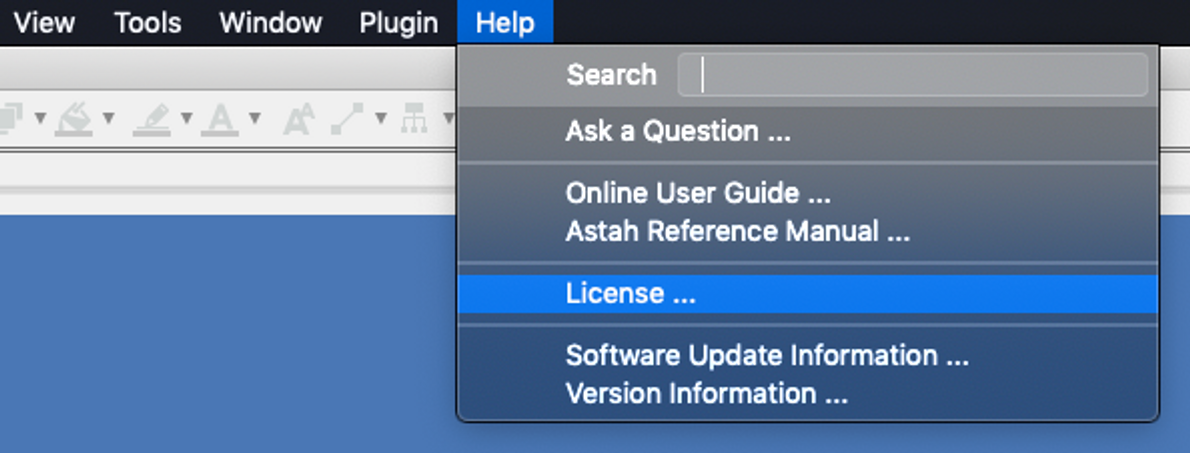 View Tools Window Plugin Help
Search
Ask a Question ...
Online User Guide ...
Astah Reference Manual ...
License ...
Software Update Information ...
Version Information ...